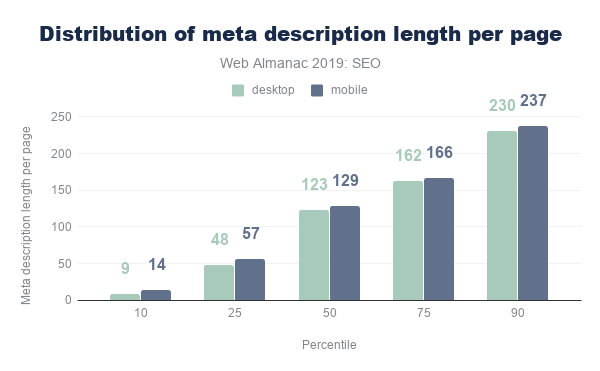 Distribution of meta description length per page
Web Almanac 2019: SEO
desktop mobile
Meta description length per page
250
200
150
100
50
0
9 14
48 57
123 129
162 166
230 237
10 25 50 75 90
Percentile